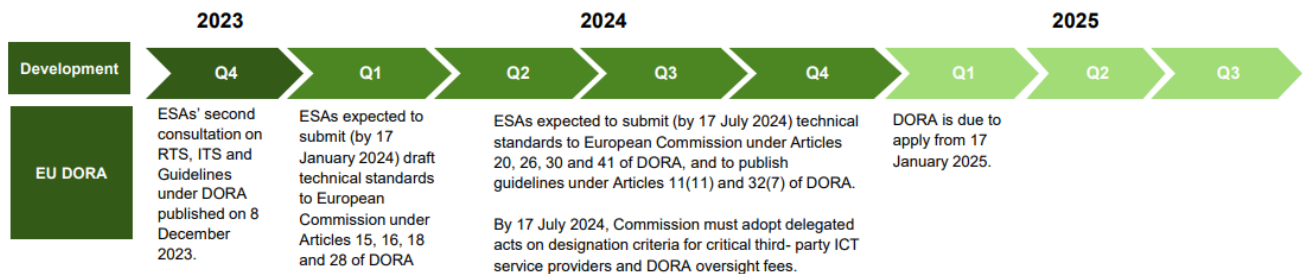 2023
2024
2025
Development
Q4
Q1
Q2
Q3
Q4
Q1
Q2
Q3
EU DORA
ESAs' second
consultation on
RTS, ITS and
Guidelines
under DORA
published on 8
December
2023.
ESAs expected to
submit (by 17
January 2024) draft
technical standards
to European
Commission under
Articles 15, 16, 18
and 28 of DORA
ESAs expected to submit (by 17 July 2024) technical
standards to European Commission under Articles
20, 26, 30 and 41 of DORA, and to publish
guidelines under Articles 11(11) and 32(7) of DORA.
By 17 July 2024, Commission must adopt delegated
acts on designation criteria for critical third- party ICT
service providers and DORA oversight fees.
DORA is due to
apply from 17
January 2025.